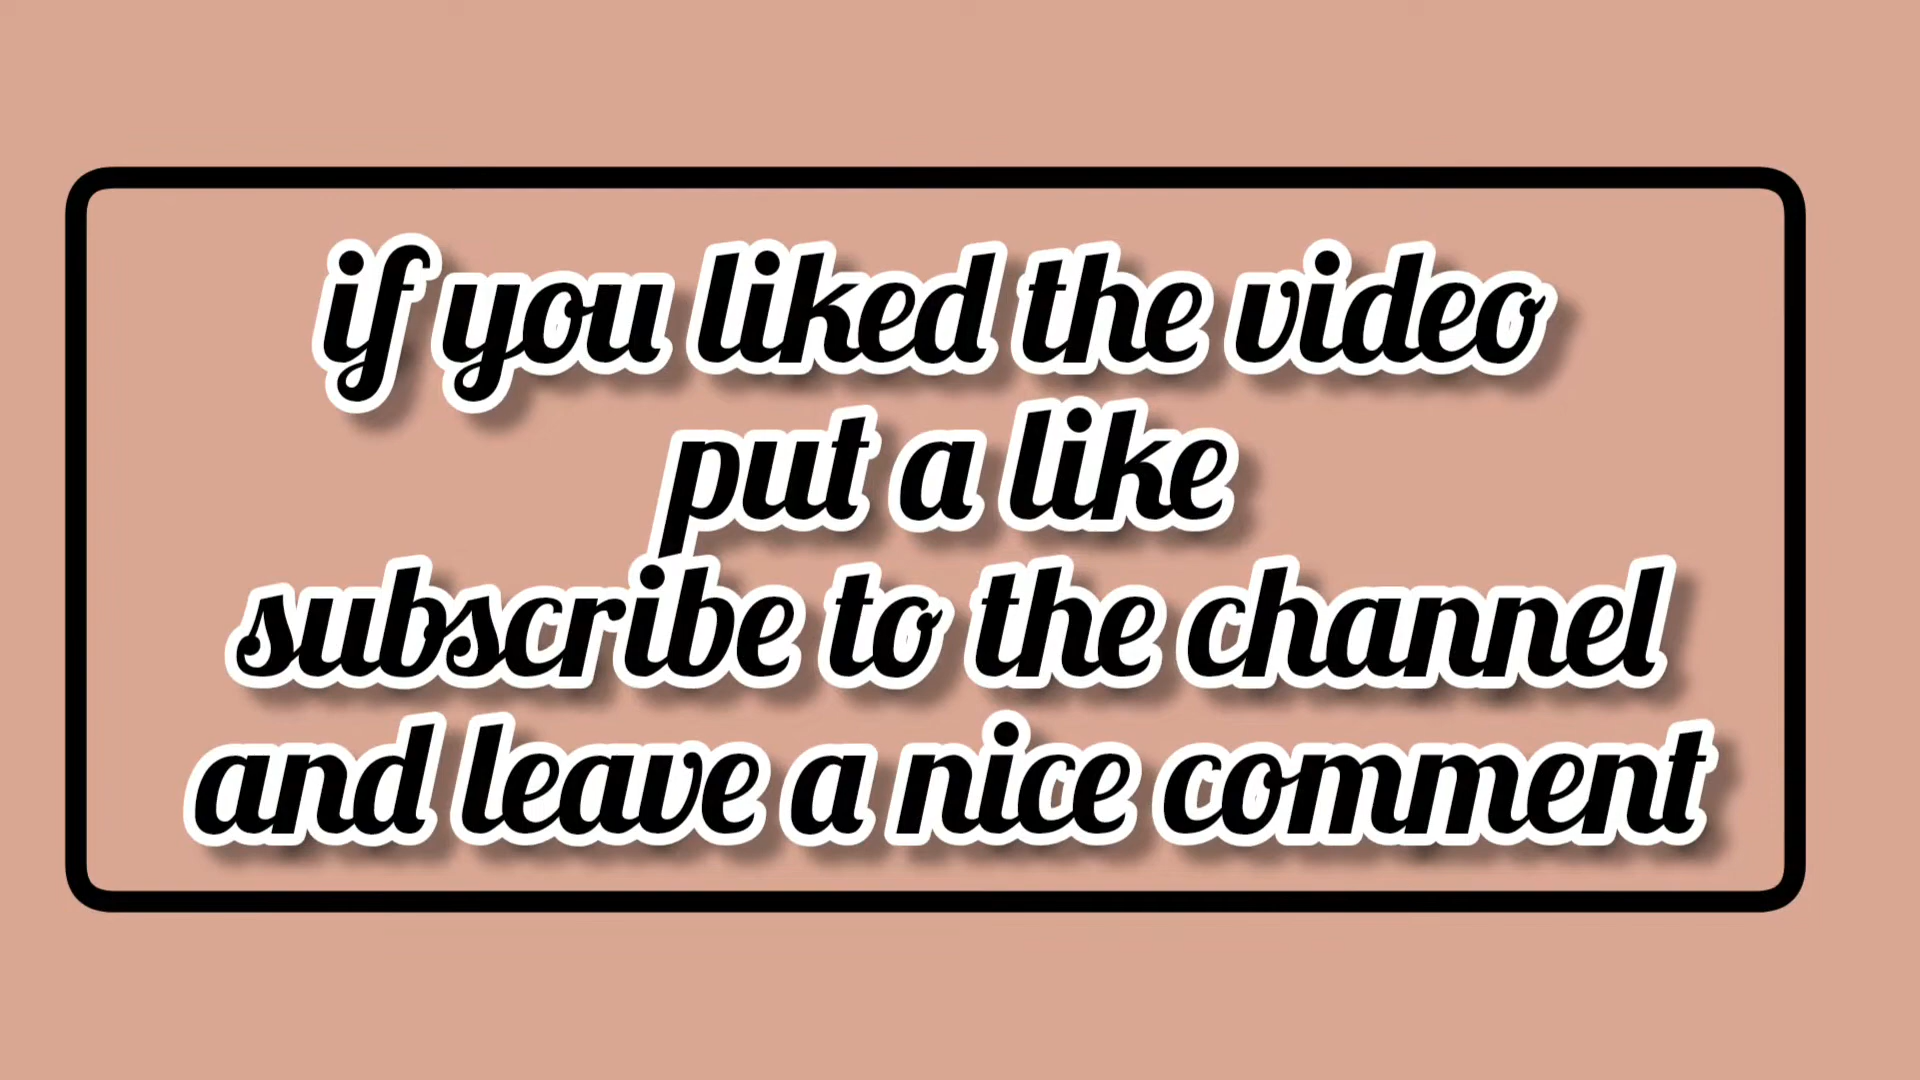 if you liked the video
put a like
subscribe to the channel
and leave a nice comment